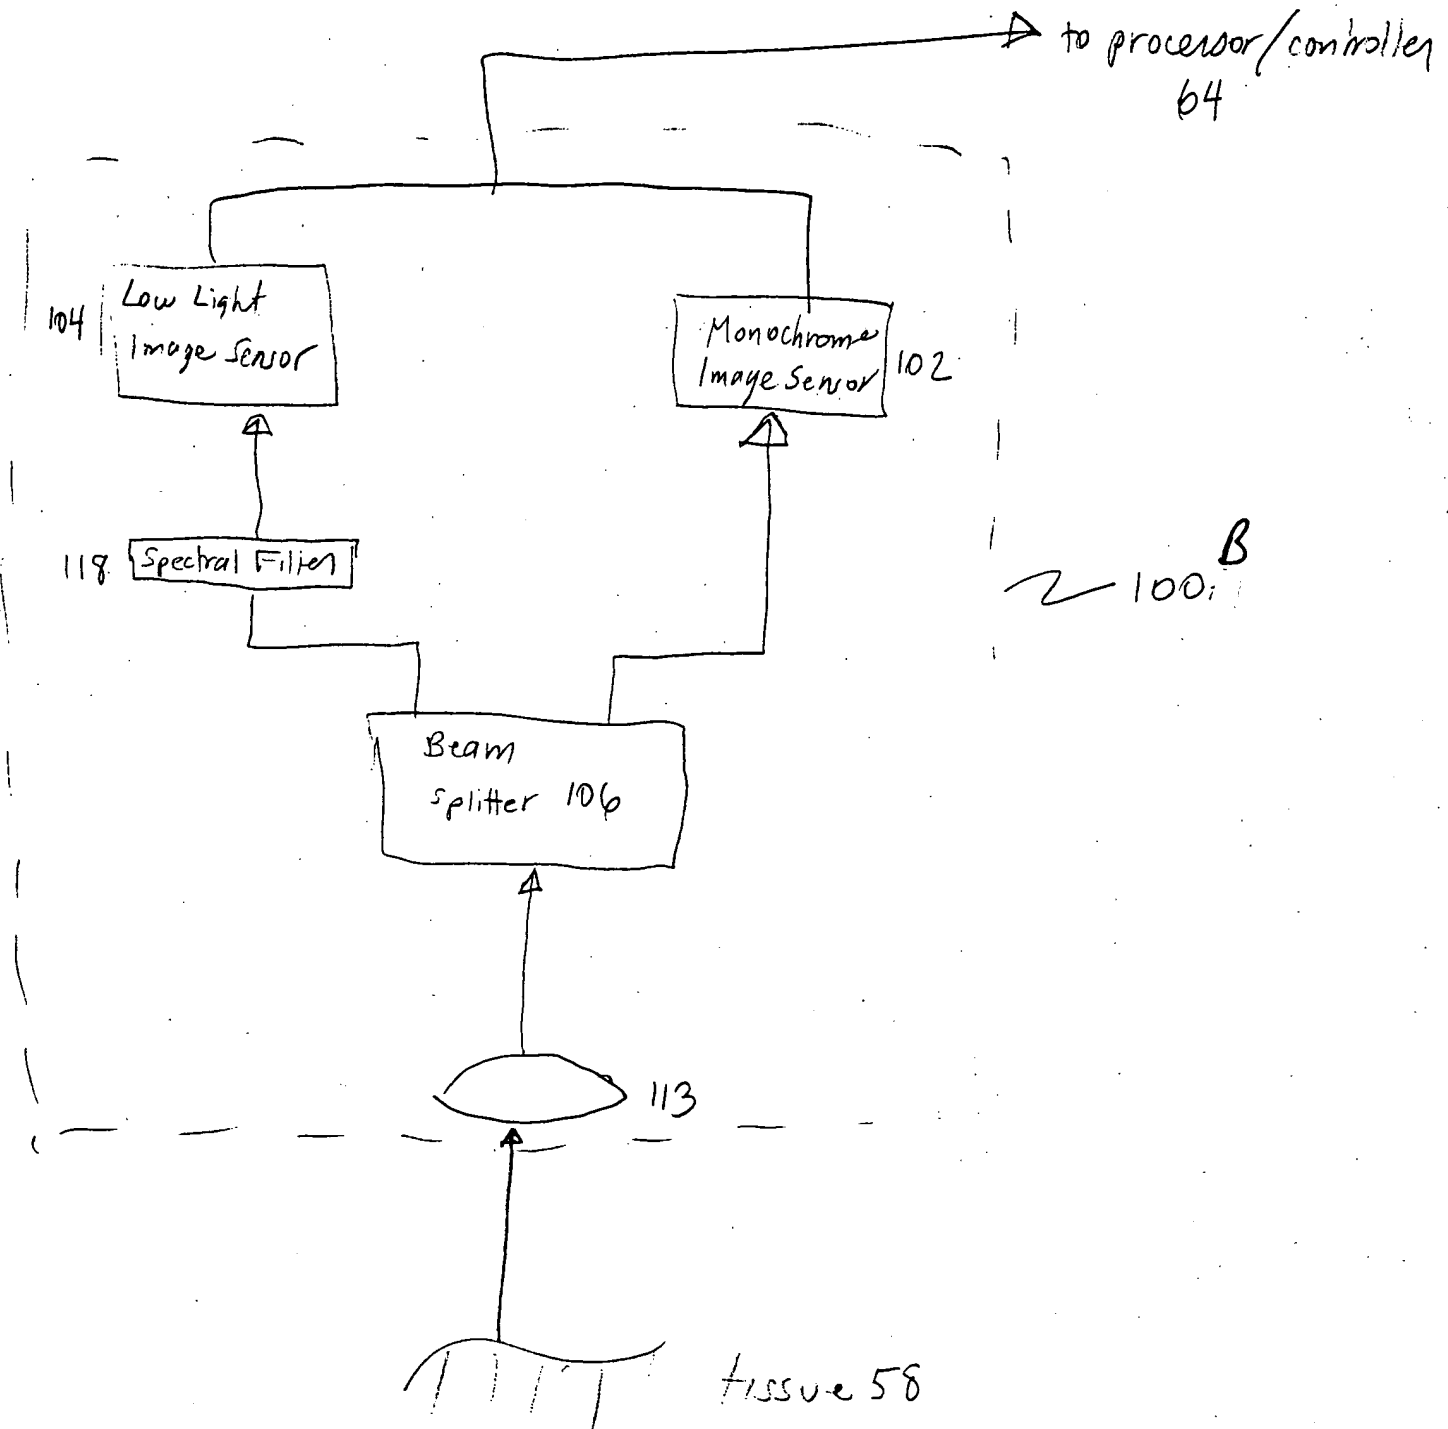 to processor/controller
64
Low Light
Image Sensor
104
Monochrome
Image Sensor
102
118
Spectral Filter
B
100
Beam
splitter 106
113
tissue 58